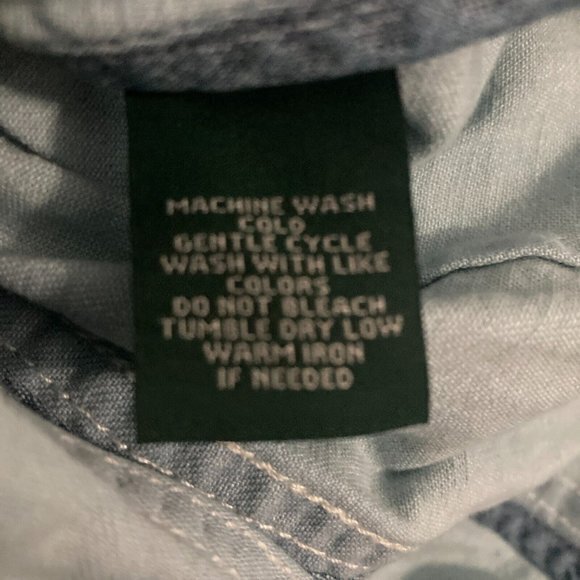 MACHINE WASH
COLD
GENTLE CYCLE
WASH WITH LIKE
COLORS
DO NOT BLEACH
TUMBLE DRY LOW
WARM IRON
IF NEEDED